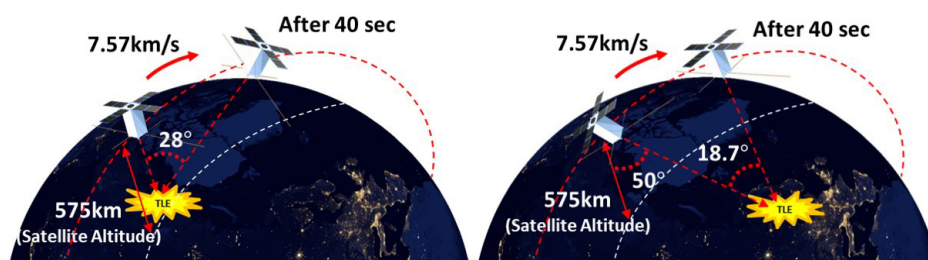 After 40 sec
7.57km/s
28°
575km
(Satellite Altitude)
TLE
After 40 sec
7.57km/s
18.7°
50°
575km
(Satellite Altitude)
TLE